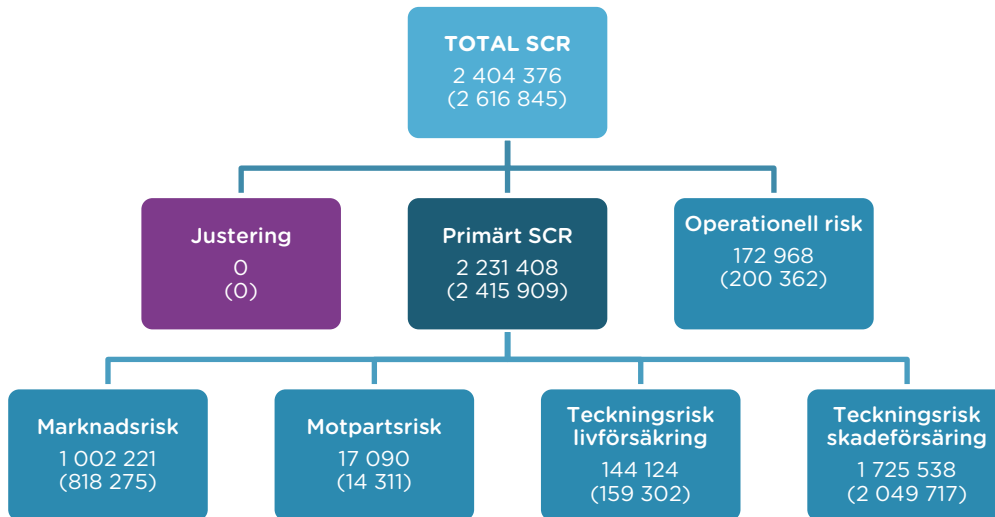 TOTAL SCR
2 404 376
(2 616 845)
Justering
0
(0)
Primärt SCR
2 231 408
(2 415 909)
Operationell risk
172 968
(200 362)
Marknadsrisk
1 002 221
(818 275)
Motpartsrisk
17 090
(14 311)
Teckningsrisk
livförsäkring
144 124
(159 302)
Teckningsrisk
skadeförsäring
1 725 538
(2 049 717)